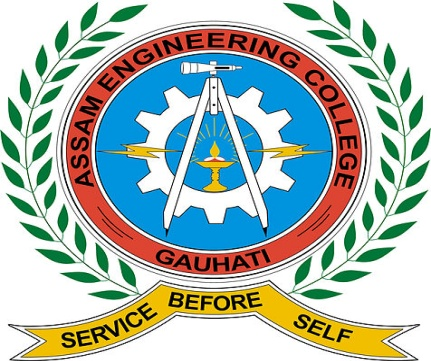 ASSAM ENGINEERING COLLEGE
GAUHATI
SERVICE BEFORE SELF